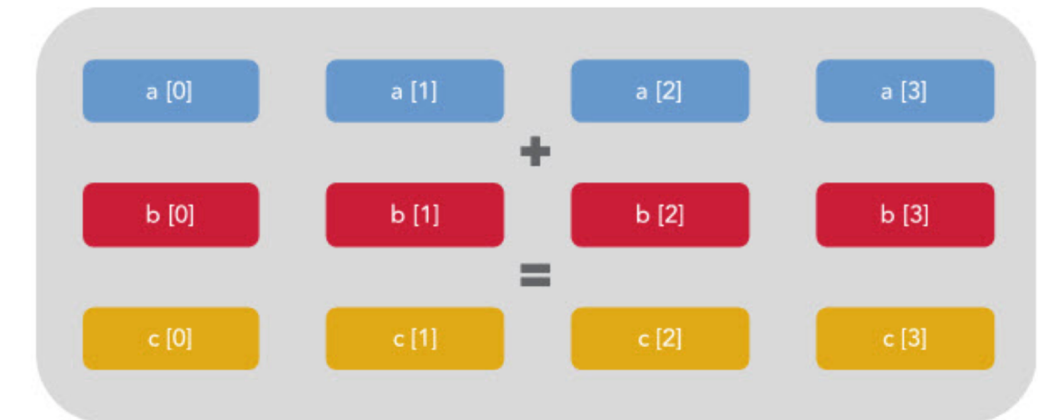 a [0] a [1] a [2] a [3]
+
b [0] b [1] b [2] b [3]
=
c [0] c [1] c [2] c [3]